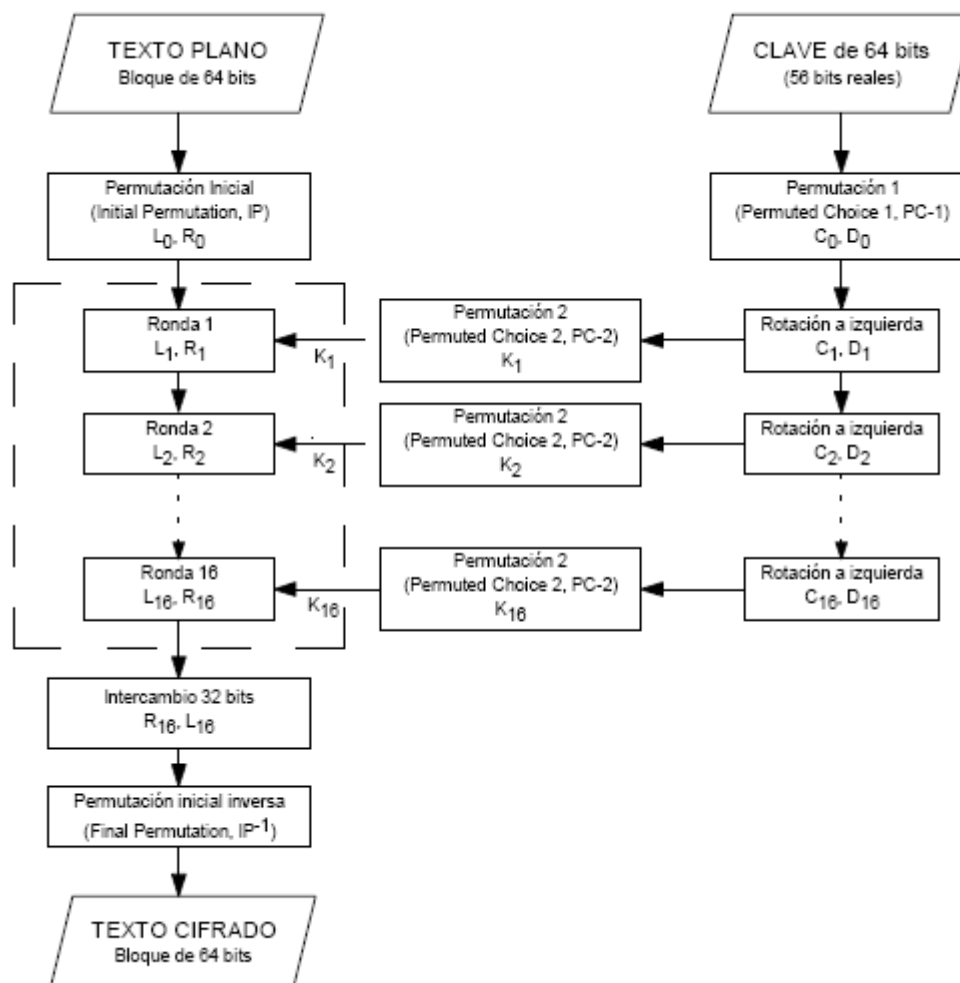 TEXTO PLANO
Bloque de 64 bits
CLAVE de 64 bits
(56 bits reales)
Permutación Inicial
(Initial Permutation, IP)
L0, R0
Permutación 1
(Permuted Choice 1, PC-1)
C0, D0
Ronda 1
L1, R1
K1
Permutación 2
(Permuted Choice 2, PC-2)
K1
Rotación a izquierda
C1, D1
Ronda 2
L2, R2
K2
Permutación 2
(Permuted Choice 2, PC-2)
K2
Rotación a izquierda
C2, D2
Ronda 16
L16, R16
K16
Permutación 2
(Permuted Choice 2, PC-2)
K16
Rotación a izquierda
C16, D16
Intercambio 32 bits
R16, L16
Permutación inicial inversa
(Final Permutation, IP-1)
TEXTO CIFRADO
Bloque de 64 bits